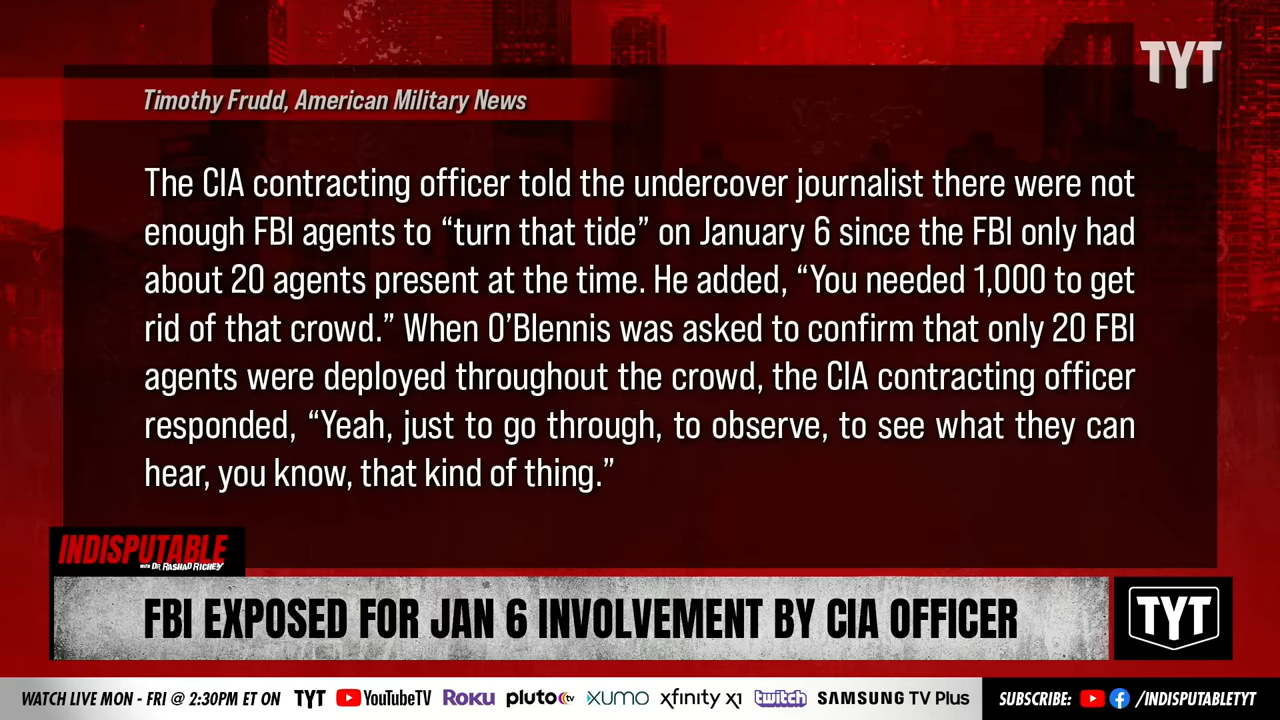 TYT
Timothy Frudd, American Military News
The CIA contracting officer told the undercover journalist there were not
enough FBI agents to “turn that tide” on January 6 since the FBI only had
about 20 agents present at the time. He added, “You needed 1,000 to get
rid of that crowd.” When O’Blennis was asked to confirm that only 20 FBI
agents were deployed throughout the crowd, the CIA contracting officer
responded, “Yeah, just to go through, to observe, to see what they can
hear, you know, that kind of thing.”
INDISPUTABLE
WITH DR. RASHAD RICHEY
FBI EXPOSED FOR JAN 6 INVOLVEMENT BY CIA OFFICER
TYT
WATCH LIVE MON - FRI @ 2:30PM ET ON TYT YouTubeTV ROKU pluto tv xumo xfinity x1 twitch SAMSUNG TV Plus SUBSCRIBE: /INDISPUTABLETYT